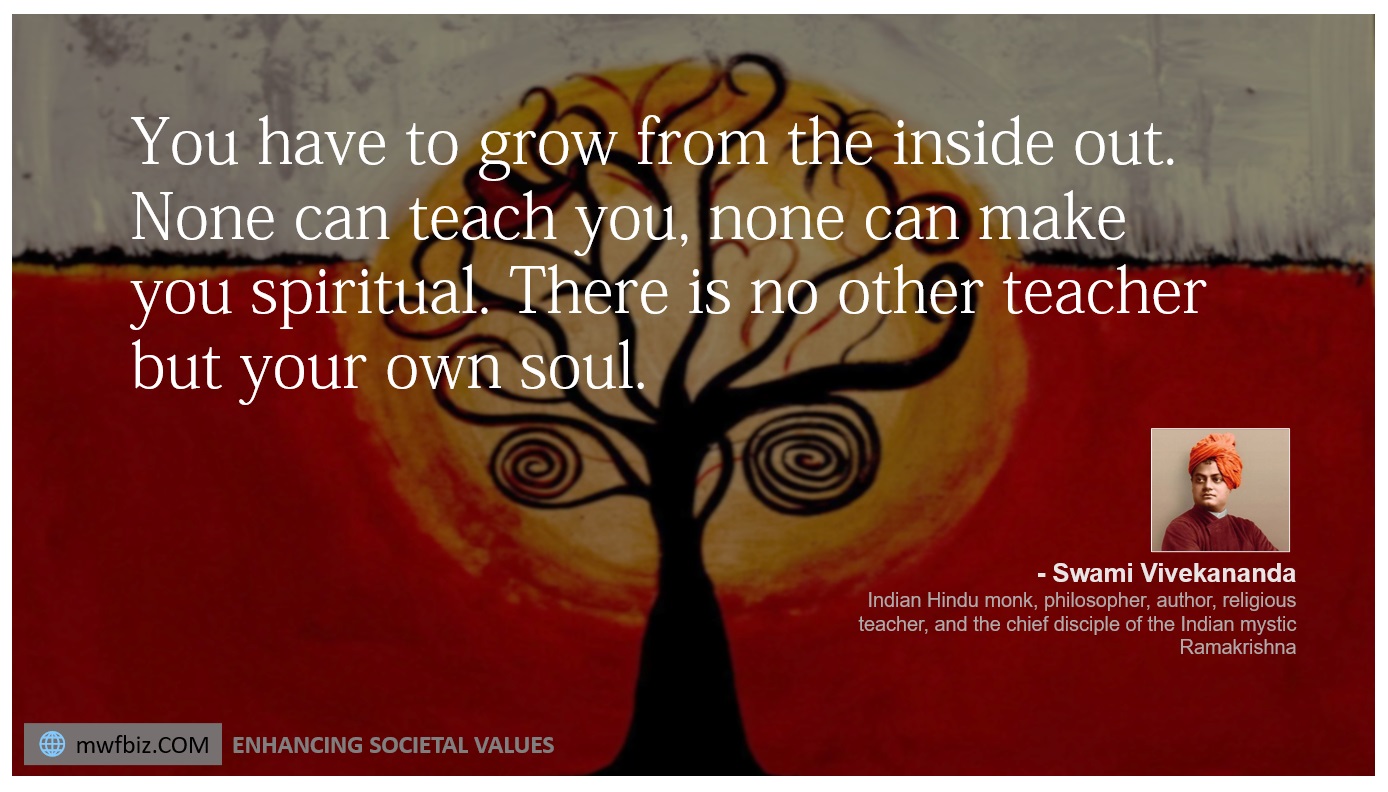 You have to grow from the inside out.
None can teach you, none can make
you spiritual. There is no other teacher
but your own soul.
- Swami Vivekananda
Indian Hindu monk, philosopher, author, religious
teacher, and the chief disciple of the Indian mystic
Ramakrishna
mwfbiz.COM ENHANCING SOCIETAL VALUES